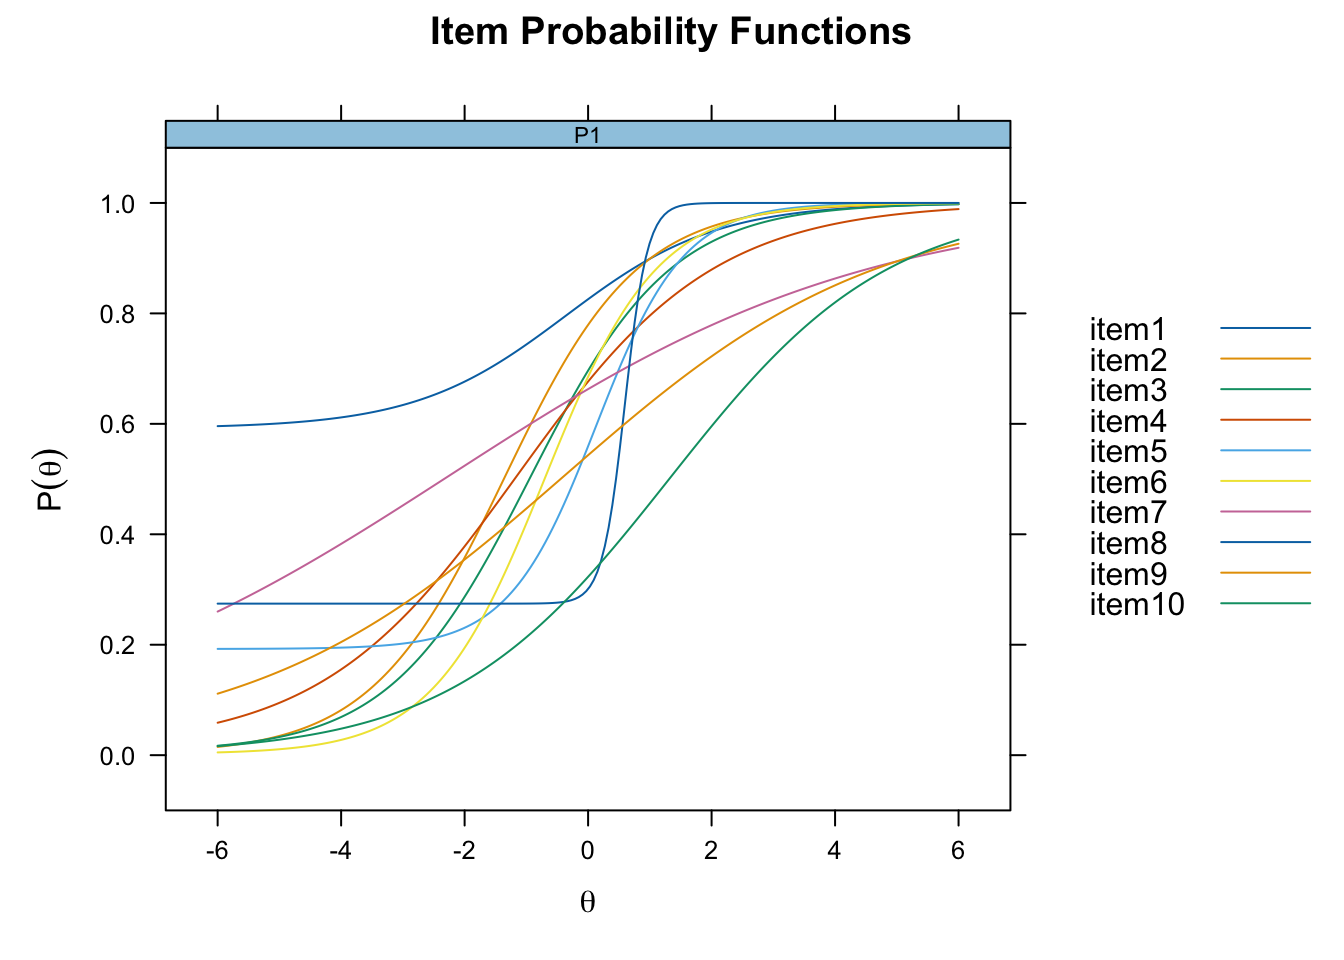 Item Probability Functions
P1
1.0
0.8
0.6
0.4
0.2
0.0
P(θ)
-6 -4 -2 0 2 4 6
θ
item1
item2
item3
item4
item5
item6
item7
item8
item9
item10